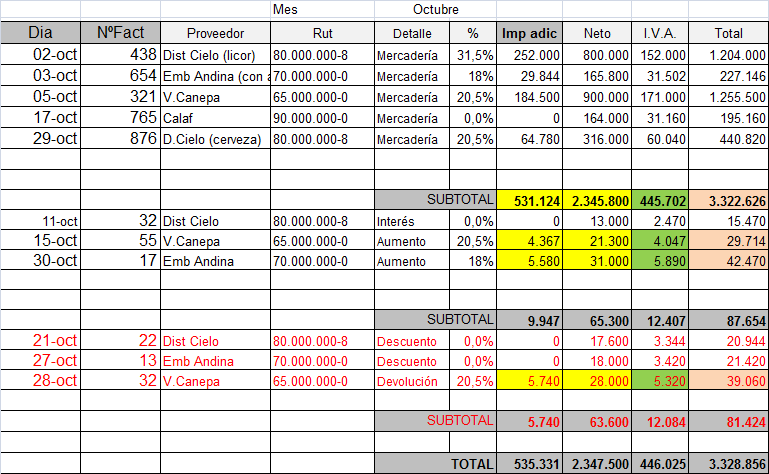 Mes Octubre
Dia NºFact Proveedor Rut Detalle % Imp adic Neto I.V.A. Total
02-oct 438 Dist Cielo (licor) 80.000.000-8 Mercadería 31,5% 252.000 800.000 152.000 1.204.000
03-oct 654 Emb Andina (con a 70.000.000-0 Mercadería 18% 29.844 165.800 31.502 227.146
05-oct 321 V.Canepa 65.000.000-0 Mercadería 20,5% 184.500 900.000 171.000 1.255.500
17-oct 765 Calaf 90.000.000-0 Mercadería 0,0% 0 164.000 31.160 195.160
29-oct 876 D.Cielo (cerveza) 80.000.000-8 Mercadería 20,5% 64.780 316.000 60.040 440.820
SUBTOTAL 531.124 2.345.800 445.702 3.322.626
11-oct 32 Dist Cielo 80.000.000-8 Interés 0,0% 0 13.000 2.470 15.470
15-oct 55 V.Canepa 65.000.000-0 Aumento 20,5% 4.367 21.300 4.047 29.714
30-oct 17 Emb Andina 70.000.000-0 Aumento 18% 5.580 31.000 5.890 42.470
SUBTOTAL 9.947 65.300 12.407 87.654
21-oct 22 Dist Cielo 80.000.000-8 Descuento 0,0% 0 17.600 3.344 20.944
27-oct 13 Emb Andina 70.000.000-0 Descuento 0,0% 0 18.000 3.420 21.420
28-oct 32 V.Canepa 65.000.000-0 Devolución 20,5% 5.740 28.000 5.320 39.060
SUBTOTAL 5.740 63.600 12.084 81.424
TOTAL 535.331 2.347.500 446.025 3.328.856